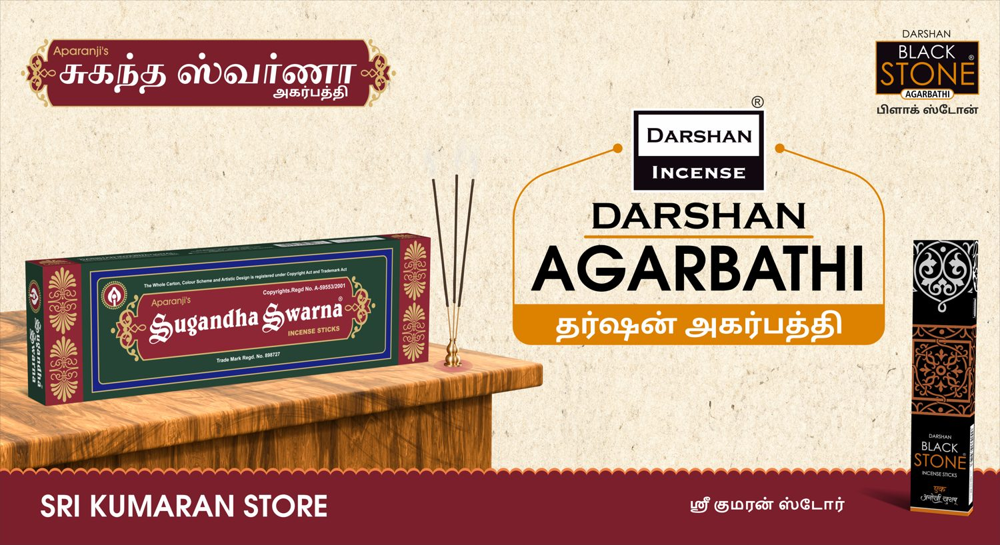 Aparanji's
சுகந்த ஸ்வர்ணா
அகர்பத்தி
DARSHAN
BLACK
STONE®
AGARBATHI
பிளாக் ஸ்டோன்
®
DARSHAN
INCENSE
DARSHAN
AGARBATHI
தர்ஷன் அகர்பத்தி
The Whole Carton, Colour Scheme and Artistic Design is registered under Copyright Act and Trademark Act
Copyrights.Regd No. A-59553/2001
Aparanji's
Sugandha Swarna®
INCENSE STICKS
Trade Mark Regd. No. 898727
Sugandha
Swarna
DARSHAN
BLACK
STONE®
INCENSE STICKS
एक
अनोखी खुशबू
SRI KUMARAN STORE
ஸ்ரீ குமரன் ஸ்டோர்